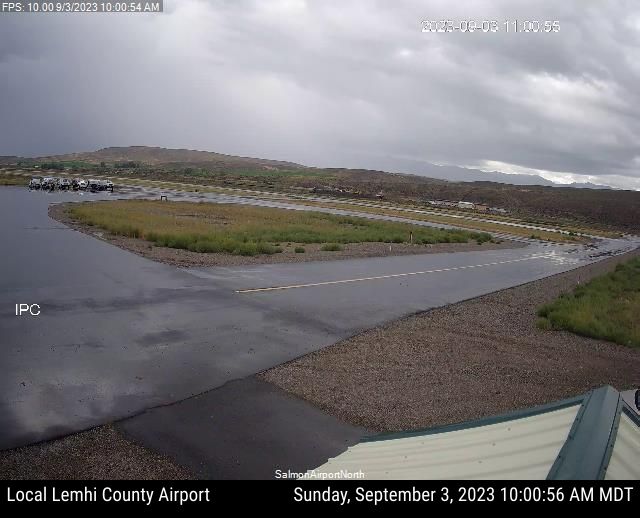 FPS: 10.00 9/3/2023 10:00:54 AM
2023-09-03 11:00:55
IPC
SalmonAirportNorth
Local Lemhi County Airport Sunday, September 3, 2023 10:00:56 AM MDT